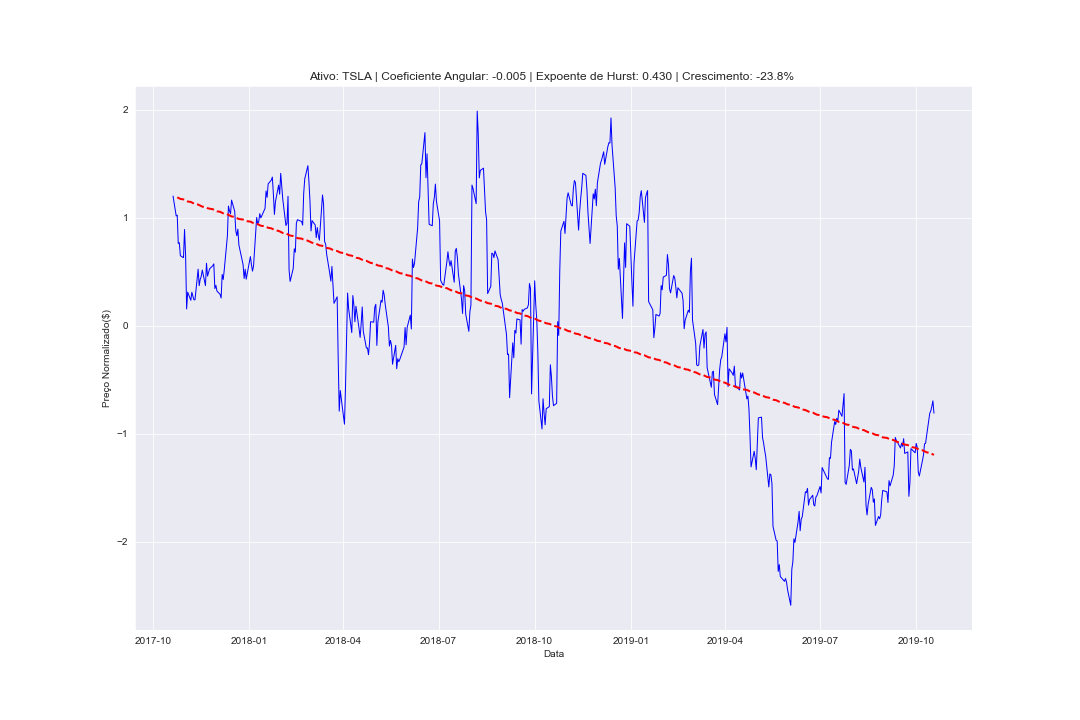 Ativo: TSLA | Coeficiente Angular: -0.005 | Expoente de Hurst: 0.430 | Crescimento: -23.8%
Preço Normalizado($)
2
1
0
−1
−2
2017-10 2018-01 2018-04 2018-07 2018-10 2019-01 2019-04 2019-07 2019-10
Data